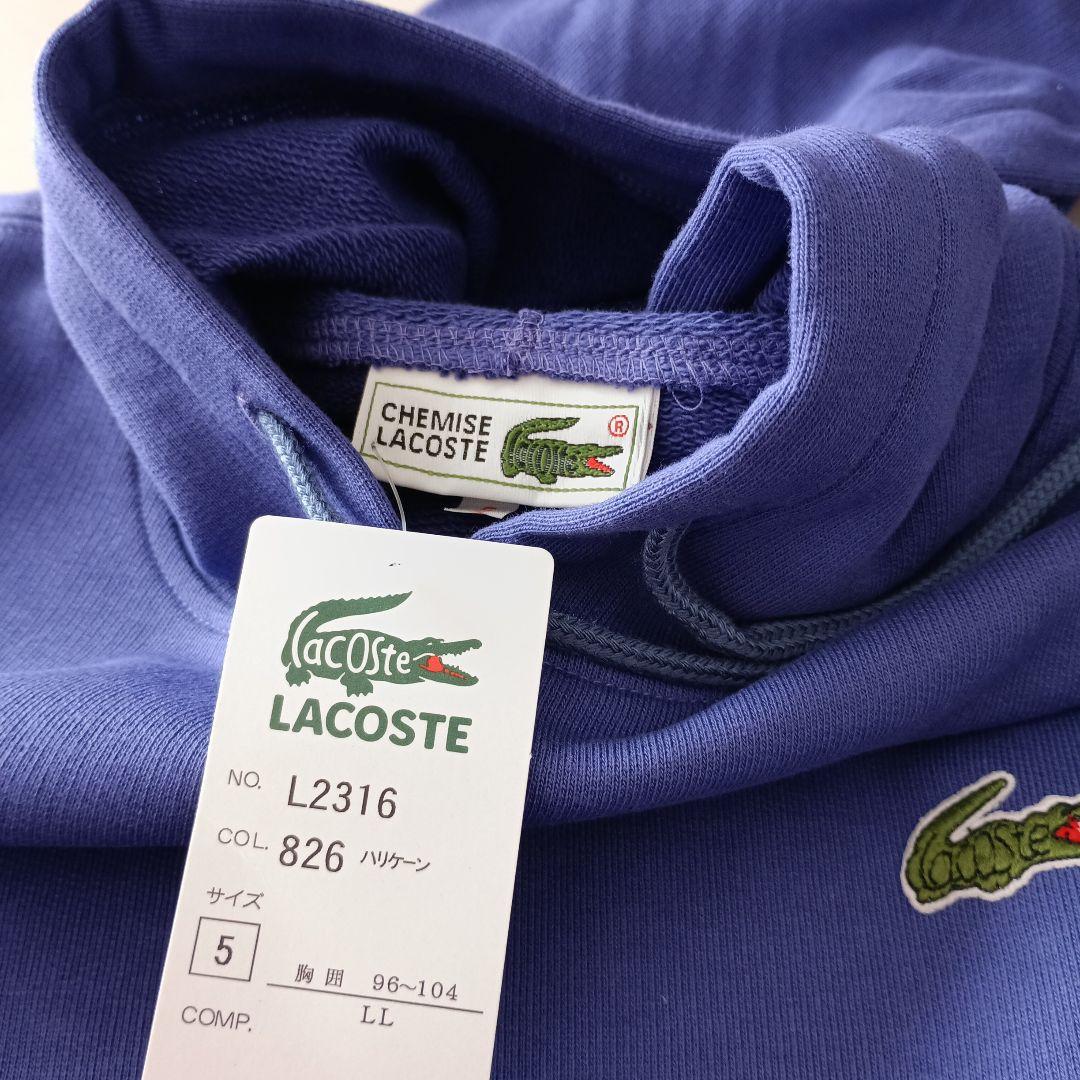 CHEMISE
LACOSTE
®
Lacoste
Lacoste
LACOSTE
NO. L2316
COL. 826 ハリケーン
サイズ
5
胸囲 96~104
LL
COMP.
Lacoste